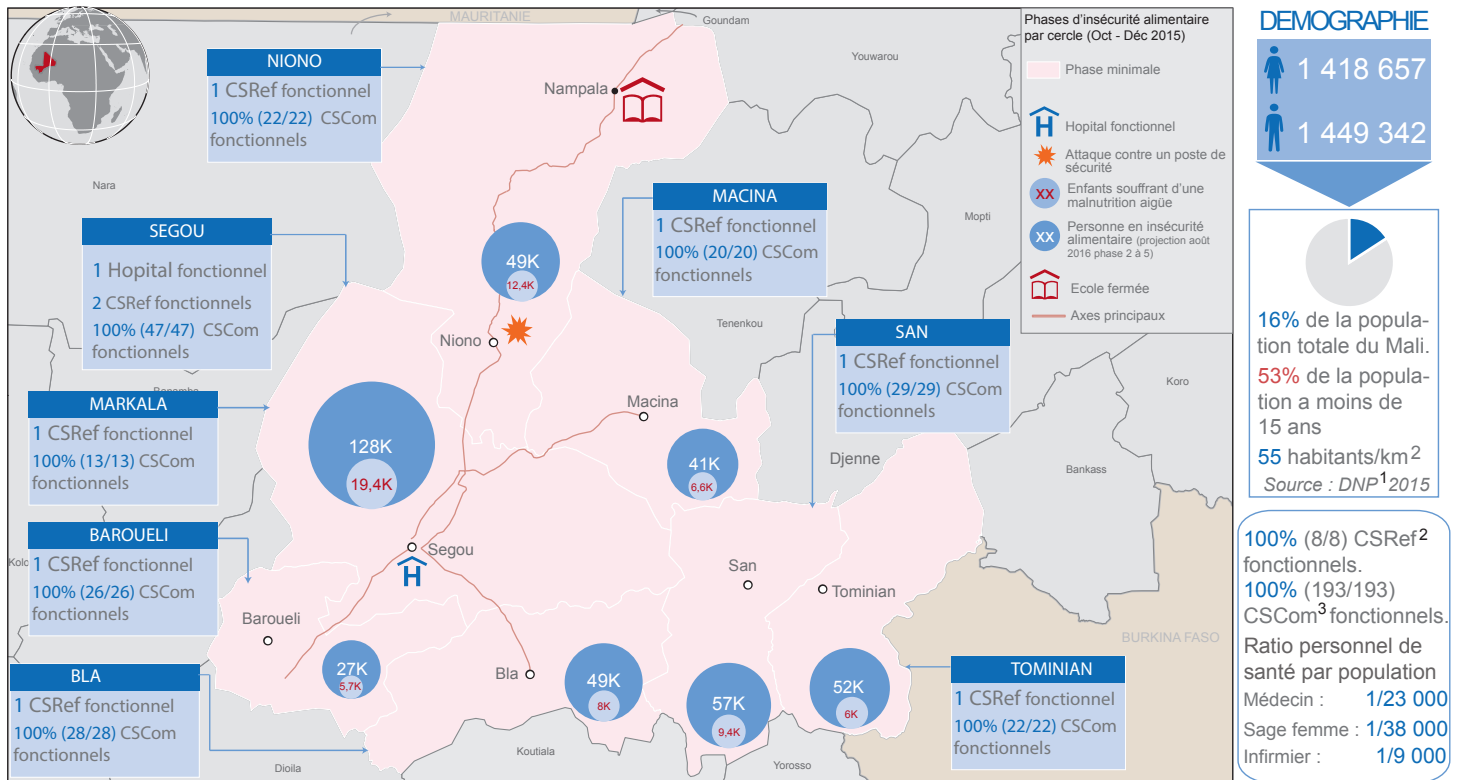 MAURITANIE
Goundam
Youwarou
Nara
Mopti
Tenenkou
Koro
Bankass
Djenne
BURKINA FASO
Yorosso
Koutiala
Dioila
NIONO
1 CSRef fonctionnel
100% (22/22) CSCom
fonctionnels
SEGOU
1 Hopital fonctionnel
2 CSRef fonctionnels
100% (47/47) CSCom
fonctionnels
MARKALA
1 CSRef fonctionnel
100% (13/13) CSCom
fonctionnels
BAROUELI
1 CSRef fonctionnel
100% (26/26) CSCom
fonctionnels
BLA
1 CSRef fonctionnel
100% (28/28) CSCom
fonctionnels
MACINA
1 CSRef fonctionnel
100% (20/20) CSCom
fonctionnels
SAN
1 CSRef fonctionnel
100% (29/29) CSCom
fonctionnels
TOMINIAN
1 CSRef fonctionnel
100% (22/22) CSCom
fonctionnels
Nampala
49K
12,4K
Niono
128K
19,4K
Macina
41K
6,6K
Segou
H
San
Tominian
Baroueli
27K
5,7K
Bla
49K
8K
57K
9,4K
52K
6K
Phases d'insécurité alimentaire
par cercle (Oct - Déc 2015)
Phase minimale
H Hopital fonctionnel
Attaque contre un poste de
sécurité
XX Enfants souffrant d'une
malnutrition aigüe
XX Personne en insécurité
alimentaire (projection août
2016 phase 2 à 5)
Ecole fermée
Axes principaux
DEMOGRAPHIE
1 418 657
1 449 342
16% de la popula-
tion totale du Mali.
53% de la popula-
tion a moins de
15 ans
55 habitants/km2
Source : DNP1 2015
100% (8/8) CSRef2
fonctionnels.
100% (193/193)
CSCom3 fonctionnels.
Ratio personnel de
santé par population
Médecin : 1/23 000
Sage femme : 1/38 000
Infirmier : 1/9 000